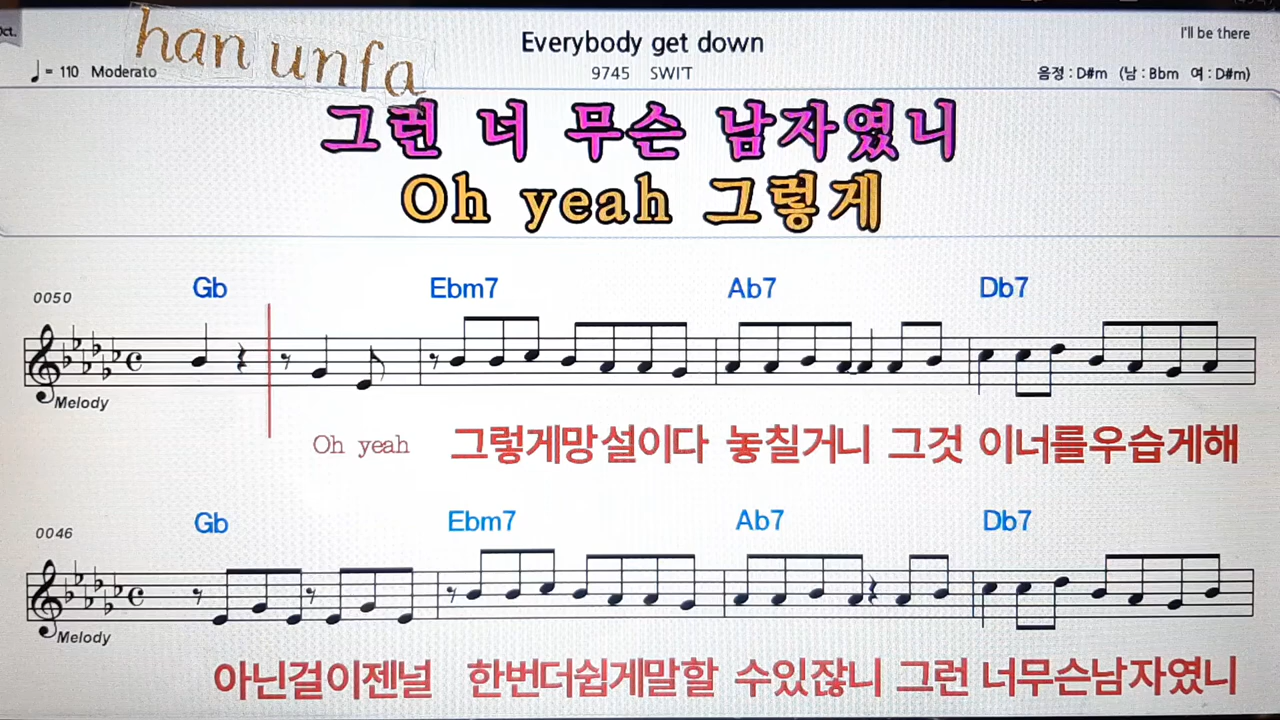 Oct.
han unfa
Everybody get down
I'll be there
♩= 110 Moderato
9745 SWI'T
음정 : D#m (남 : Bbm 여 : D#m)
그런 너 무슨 남자였니
Oh yeah 그렇게
0050
Gb Ebm7 Ab7 Db7
Melody
Oh yeah 그렇게망설이다 놓칠거니 그것 이너를우습게해
0046
Gb Ebm7 Ab7 Db7
Melody
아닌걸이젠널 한번더쉽게말할 수있잖니 그런 너무슨남자였니